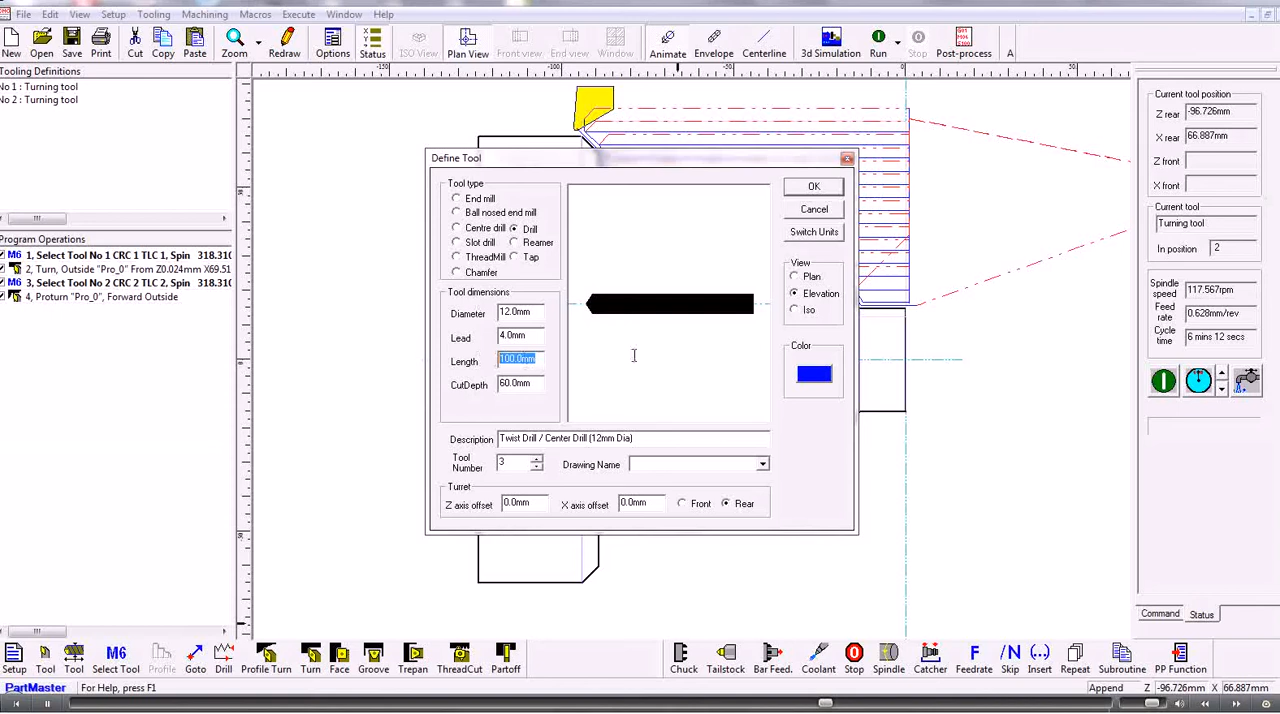 File Edit View Setup Tooling Machining Macros Execute Window Help
New Open Save Print Cut Copy Paste Zoom Redraw Options Status ISO View Plan View Front view Rear view Window Animate Envelope Centerline 3d Simulation Run Stop Post-process A
Tooling Definitions
No 1 : Turning tool
No 2 : Turning tool
Program Operations
M6 1, Select Tool No 1 CRC 1 TLC 1, Spin 318.310
2, Turn, Outside "Pro_0" From Z0.024mm X69.51
M6 3, Select Tool No 2 CRC 2 TLC 2, Spin 318.310
4, Proturn "Pro_0", Forward Outside
Define Tool
Tool type
End mill
Ball nosed end mill
Centre drill Drill
Slot drill Reamer
ThreadMill Tap
Chamfer
Tool dimensions
Diameter 12.0mm
Lead 4.0mm
Length 100.0mm
CutDepth 60.0mm
Description Twist Drill / Center Drill (12mm Dia)
Tool Number 3 Drawing Name
Turret
Z axis offset 0.0mm X axis offset 0.0mm Front Rear
OK
Cancel
Switch Units
View
Plan
Elevation
Iso
Color
Current tool position
Z rear -96.726mm
X rear 66.887mm
Z front
X front
Current tool
Turning tool
In position 2
Spindle speed 117.567rpm
Feed rate 0.628mm/rev
Cycle time 6 mins 12 secs
Command Status
Setup Tool Tool Select Tool Profile Goto Drill Profile Turn Turn Face Groove Trepan ThreadCut Partoff Chuck Tailstock Bar Feed. Coolant Stop Spindle Catcher Feedrate Skip Insert Repeat Subroutine PP Function
PartMaster For Help, press F1 Append Z -96.726mm X 66.887mm